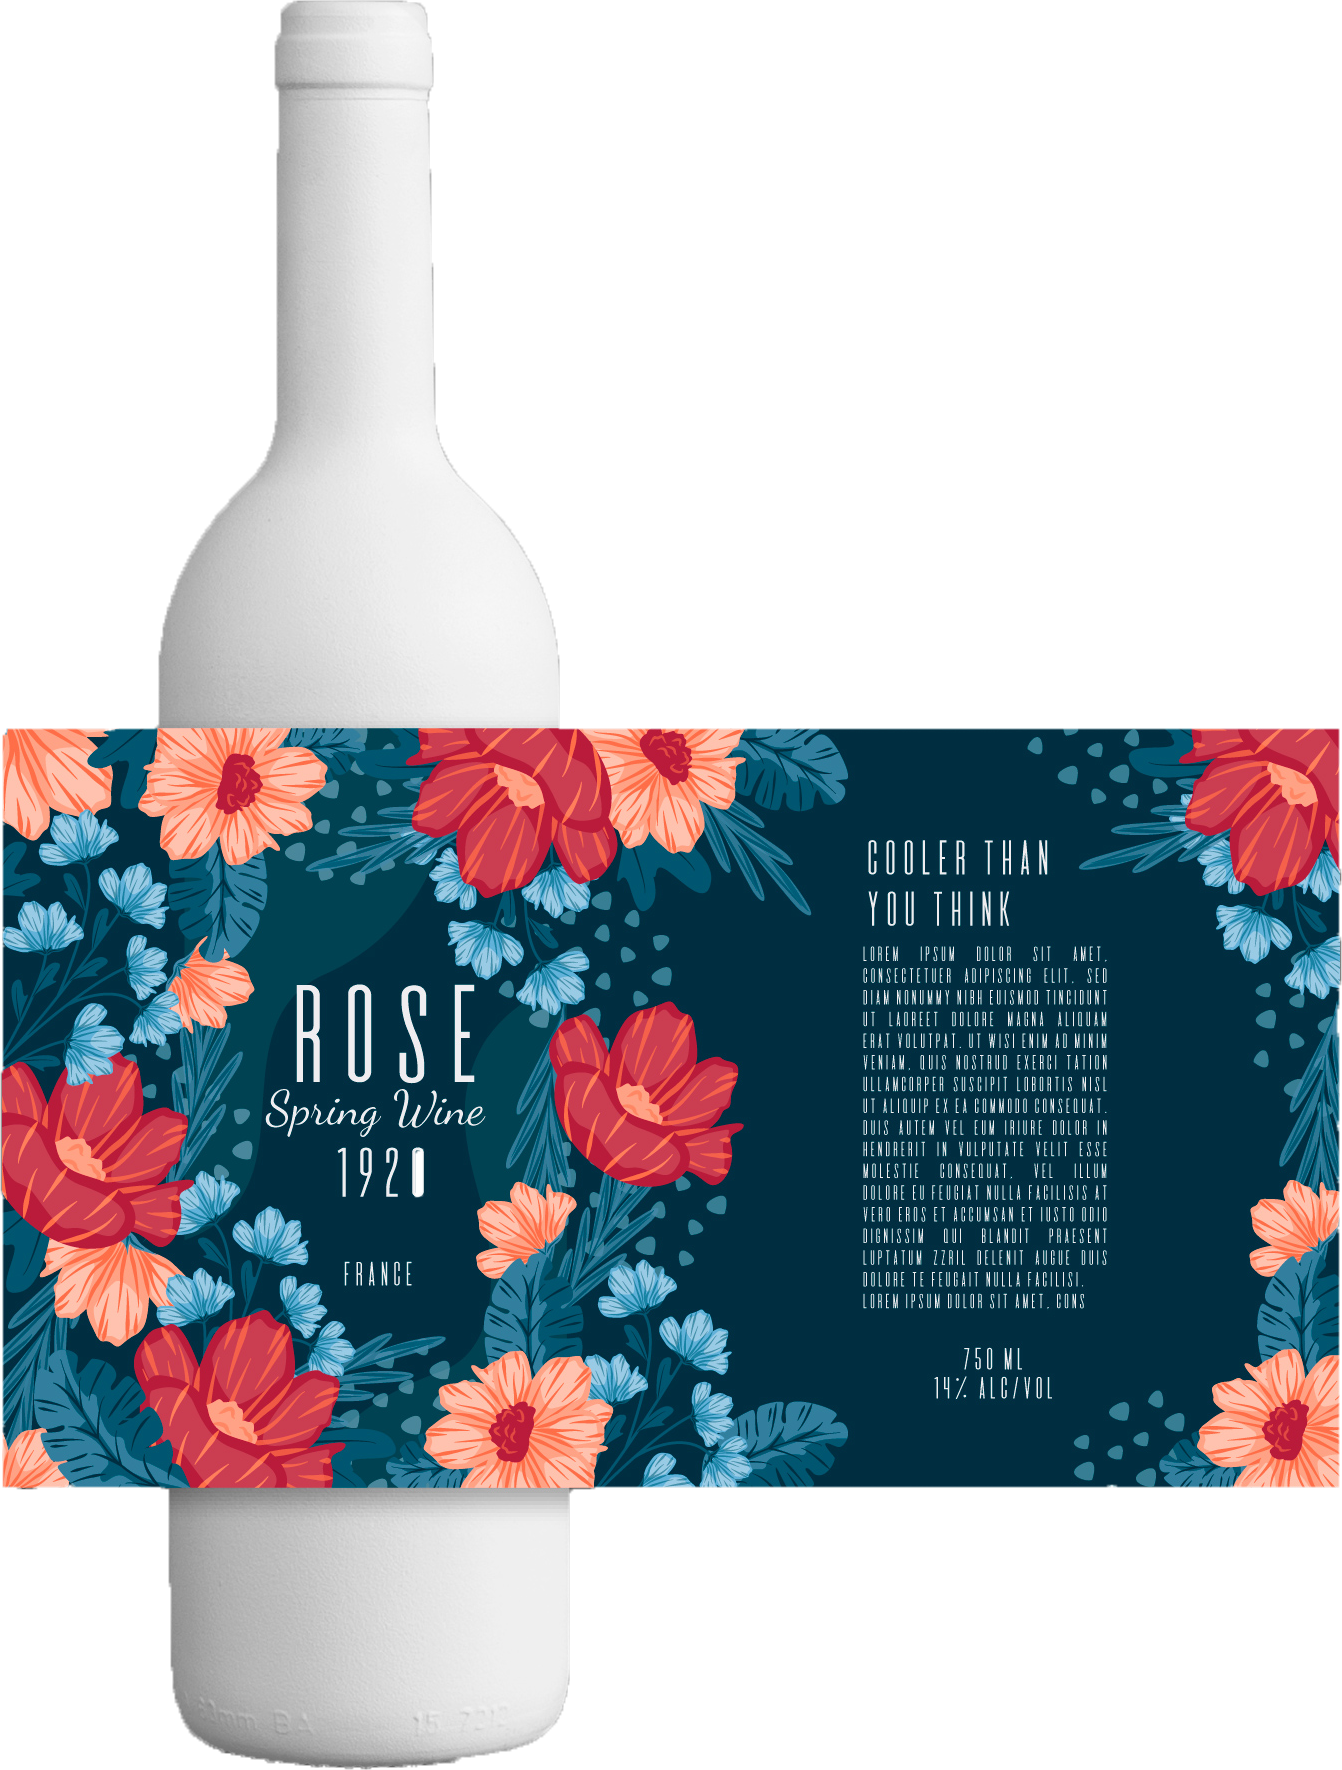 ROSE
Spring Wine
1920
FRANCE
COOLER THAN
YOU THINK
LOREM IPSUM DOLOR SIT AMET,
CONSECTETUER ADIPISCING ELIT, SED
DIAM NONUMMY NIBH EUISMOD TINCIDUNT
UT LAOREET DOLORE MAGNA ALIQUAM
ERAT VOLUTPAT. UT WISI ENIM AD MINIM
VENIAM, QUIS NOSTRUD EXERCI TATION
ULLAMCORPER SUSCIPIT LOBORTIS NISL
UT ALIQUIP EX EA COMMODO CONSEQUAT.
DUIS AUTEM VEL EUM IRIURE DOLOR IN
HENDRERIT IN VULPUTATE VELIT ESSE
MOLESTIE CONSEQUAT, VEL ILLUM
DOLORE EU FEUGIAT NULLA FACILISIS AT
VERO EROS ET ACCUMSAN ET IUSTO ODIO
DIGNISSIM QUI BLANDIT PRAESENT
LUPTATUM ZZRIL DELENIT AUGUE DUIS
DOLORE TE FEUGAIT NULLA FACILISI.
LOREM IPSUM DOLOR SIT AMET, CONS
750 ML
14% ALC/VOL
mm BA 15